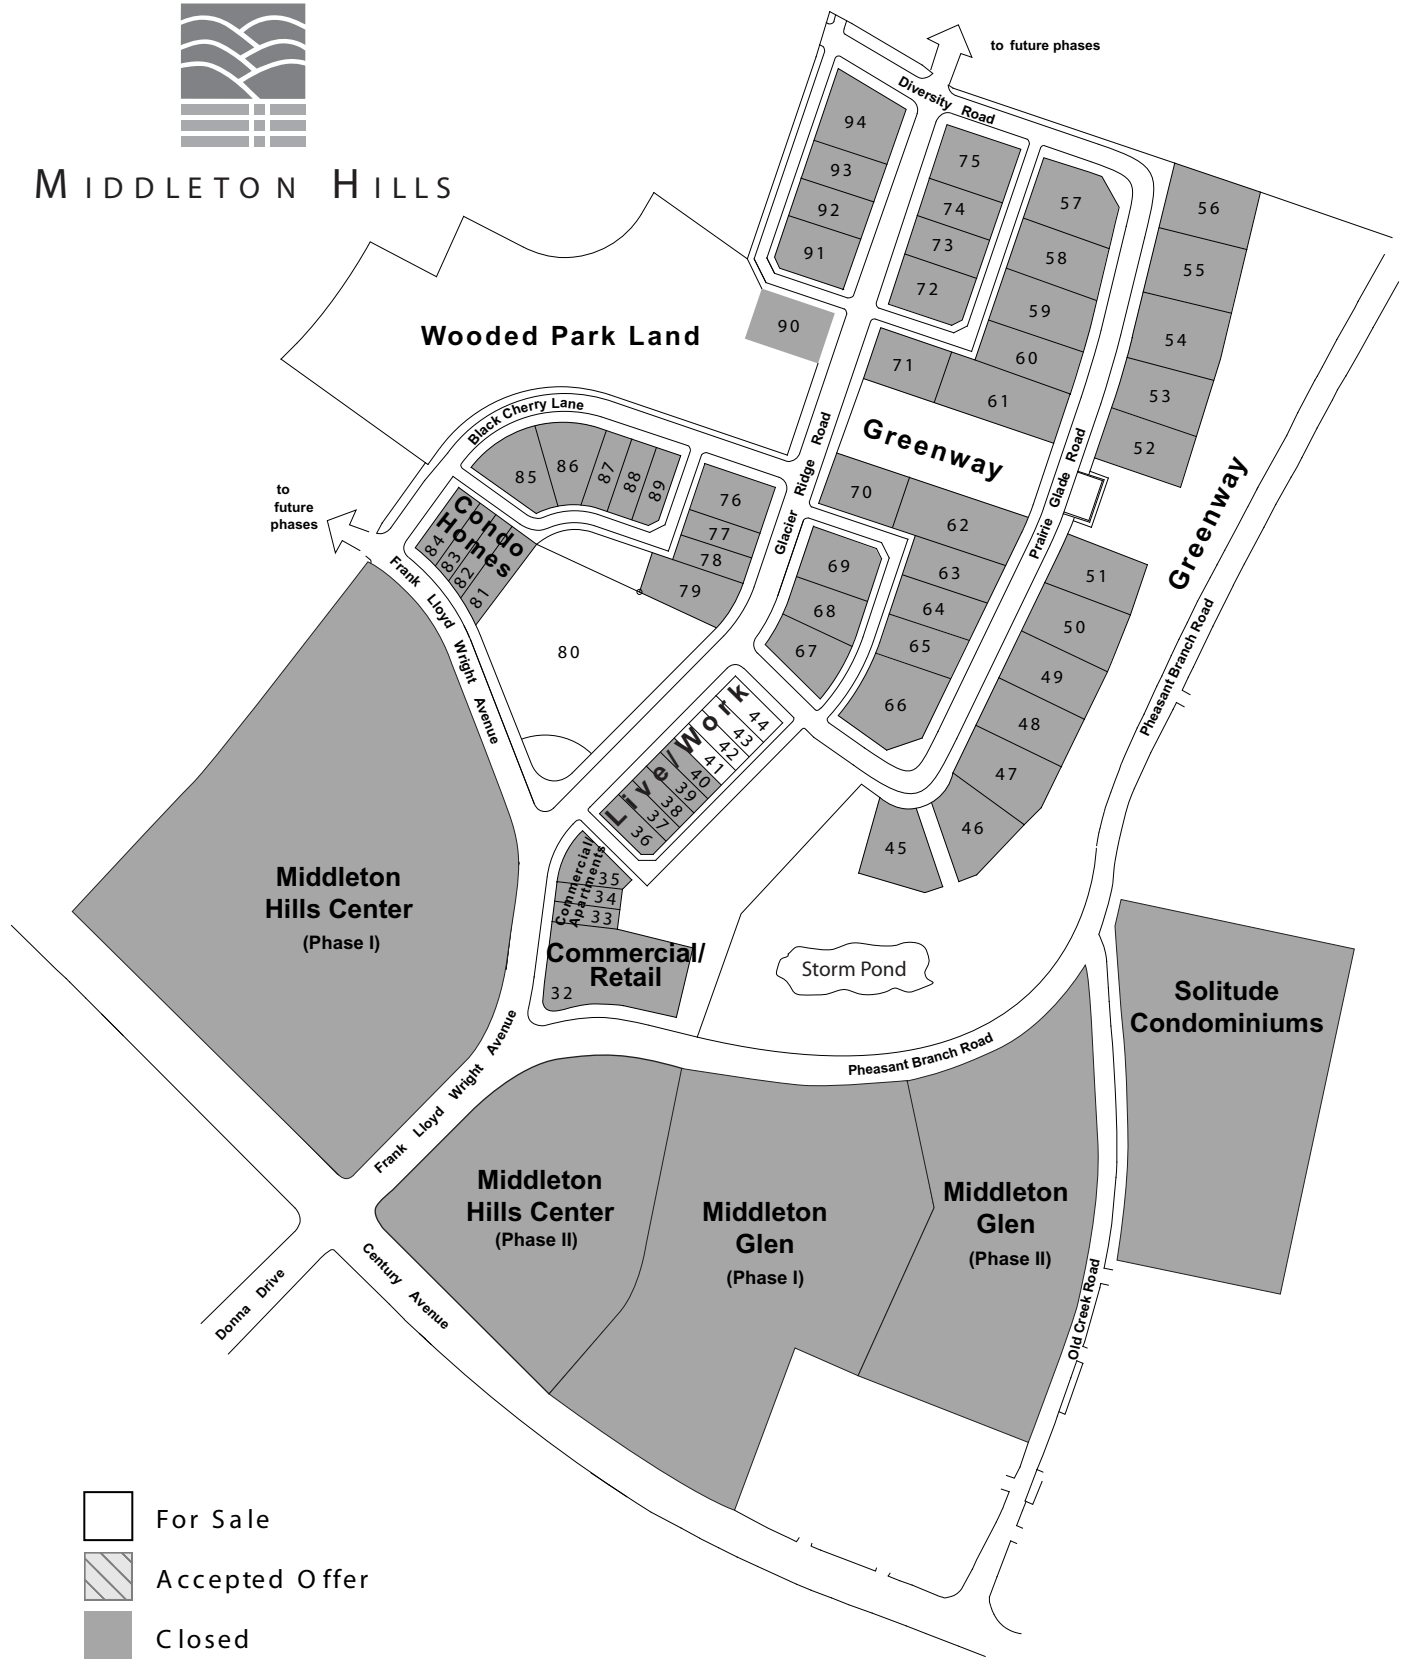 to future phases
Diversity Road
MIDDLETON HILLS
94
93
92
91
90
75
74
73
72
57
58
59
60
61
71
56
55
54
53
52
Wooded Park Land
Greenway
Greenway
Black Cherry Lane
Glacier Ridge Road
Prairie Glade Road
Pheasant Branch Road
85
86
87
88
89
to
future
phases
Condo
Homes
84
83
82
81
76
77
78
79
80
70
62
69
68
67
63
64
65
66
51
50
49
48
47
46
45
Frank Lloyd Wright Avenue
Live/Work
44
43
42
41
40
39
38
37
36
Commercial/
Apartments
35
34
33
Commercial/
Retail
32
Middleton
Hills Center
(Phase I)
Storm Pond
Solitude
Condominiums
Pheasant Branch Road
Frank Lloyd Wright Avenue
Middleton
Hills Center
(Phase II)
Middleton
Glen
(Phase I)
Middleton
Glen
(Phase II)
Old Creek Road
Donna Drive
Century Avenue
For Sale
Accepted Offer
Closed